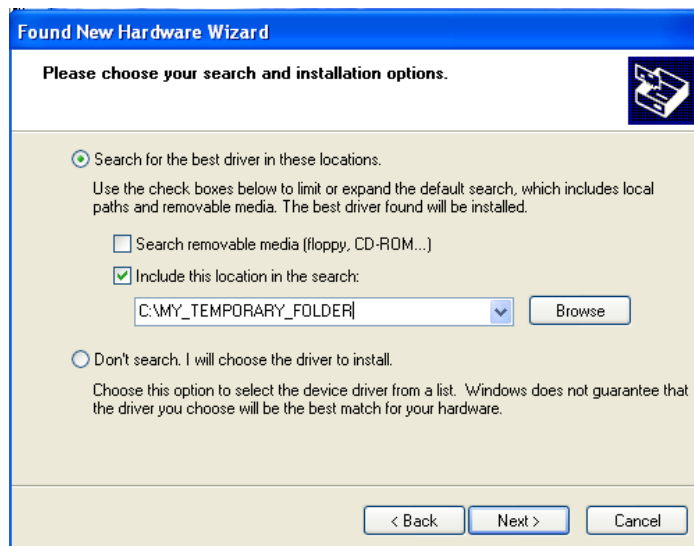 Found New Hardware Wizard
Please choose your search and installation options.
Search for the best driver in these locations.
Use the check boxes below to limit or expand the default search, which includes local
paths and removable media. The best driver found will be installed.
Search removable media (floppy, CD-ROM...)
Include this location in the search:
C:\MY_TEMPORARY_FOLDER
Browse
Don't search. I will choose the driver to install.
Choose this option to select the device driver from a list. Windows does not guarantee that
the driver you choose will be the best match for your hardware.
< Back Next > Cancel